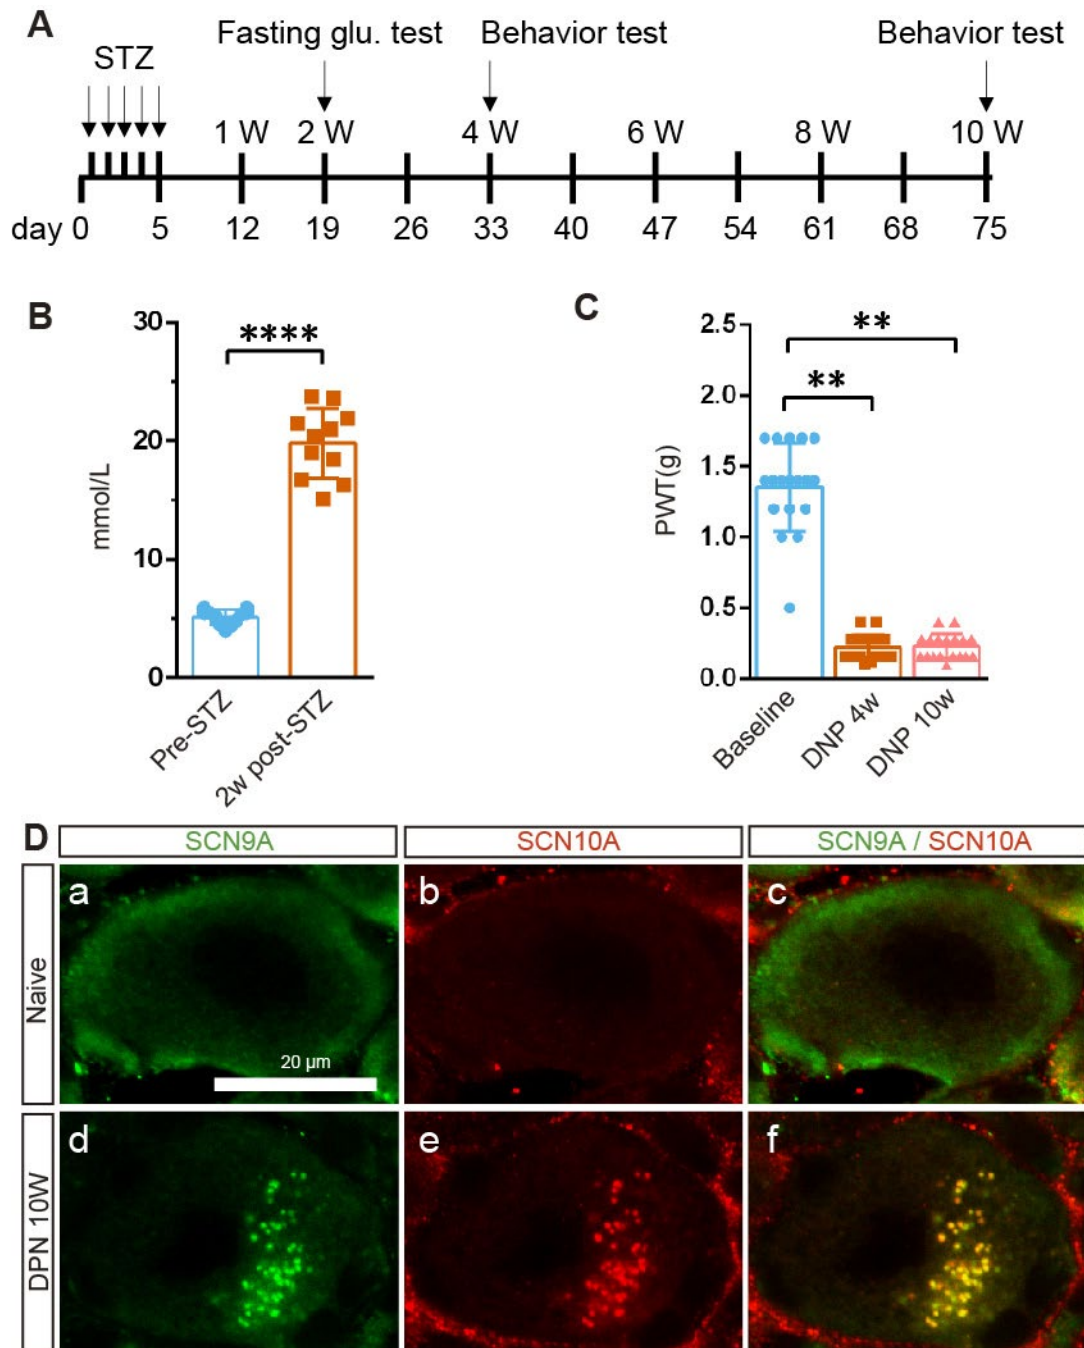 A
Fasting glu. test Behavior test Behavior test
STZ
1 W 2 W 4 W 6 W 8 W 10 W
day 0 5 12 19 26 33 40 47 54 61 68 75
B
****
30
20
10
0
mmol/L
Pre-STZ
2w post-STZ
C
**
**
2.5
2.0
1.5
1.0
0.5
0.0
PWT(g)
Baseline
DNP 4w
DNP 10w
D
SCN9A SCN10A SCN9A / SCN10A
Naive
a b c
20 µm
DPN 10W
d e f